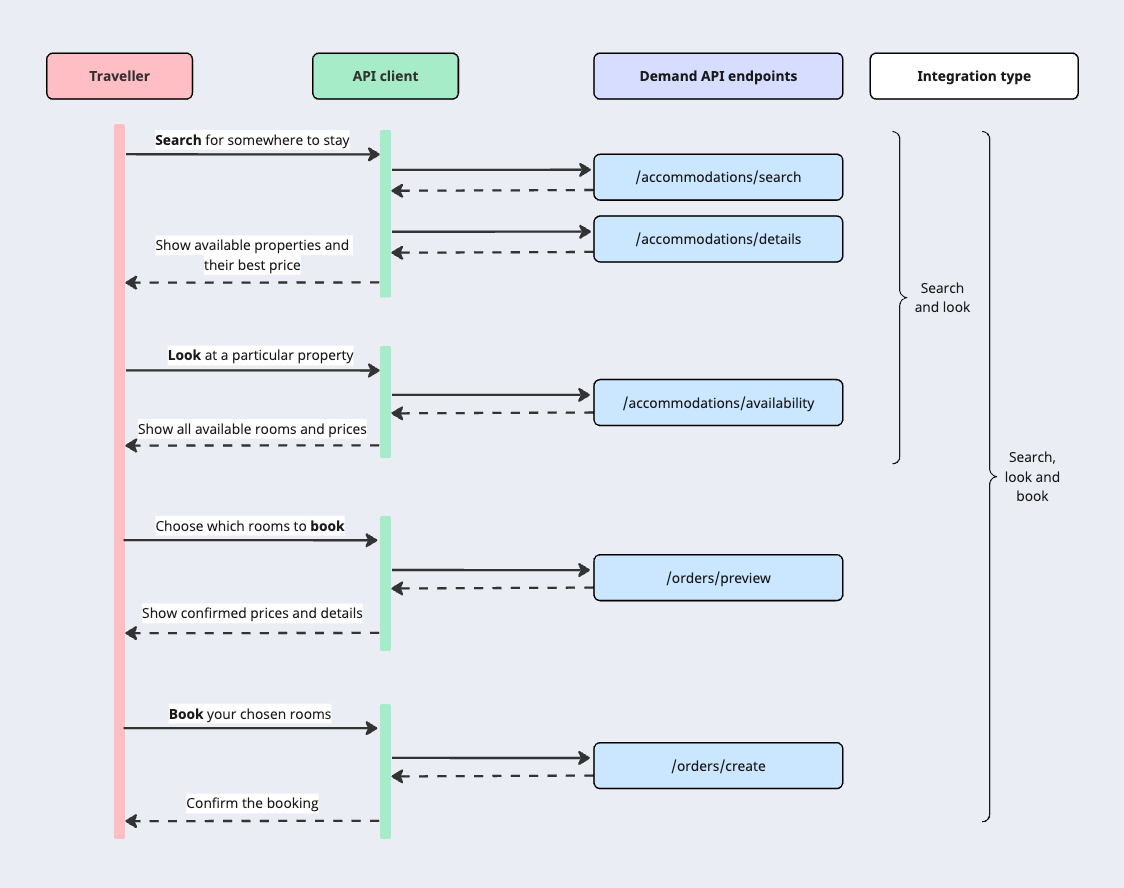 Traveller
API client
Demand API endpoints
Integration type
Search for somewhere to stay
/accommodations/search
/accommodations/details
Show available properties and
their best price
Search
and look
Look at a particular property
/accommodations/availability
Show all available rooms and prices
Search,
look and
book
Choose which rooms to book
/orders/preview
Show confirmed prices and details
Book your chosen rooms
/orders/create
Confirm the booking